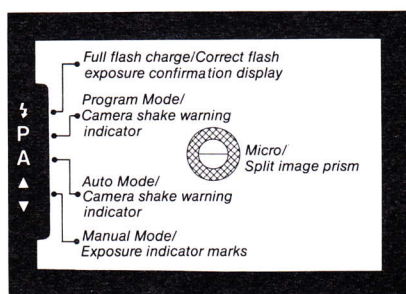 Full flash charge/Correct flash
exposure confirmation display
Program Mode/
Camera shake warning
indicator
P
A
Micro/
Split image prism
Auto Mode/
Camera shake warning
indicator
Manual Mode/
Exposure indicator marks